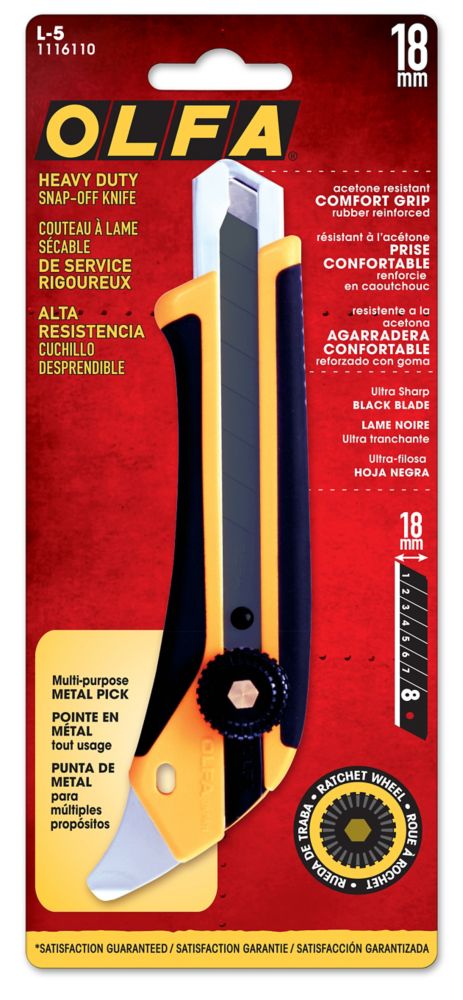 L-5
1116110
18
mm
OLFA®
HEAVY DUTY
SNAP-OFF KNIFE
COUTEAU À LAME
SÉCABLE
DE SERVICE
RIGOUREUX
ALTA
RESISTENCIA
CUCHILLO
DESPRENDIBLE
acetone resistant
COMFORT GRIP
rubber reinforced
résistant à l'acétone
PRISE
CONFORTABLE
renforcie
en caoutchouc
resistente a la
acetona
AGARRADERA
CONFORTABLE
reforzado con goma
Ultra Sharp
BLACK BLADE
LAME NOIRE
Ultra tranchante
Ultra-filosa
HOJA NEGRA
18
mm
1 2 3 4 5 6 7 8
Multi-purpose
METAL PICK
POINTE EN
MÉTAL
tout usage
PUNTA DE
METAL
para
múltiples
propósitos
OLFA
RATCHET WHEEL • ROUE À ROCHET • RUEDA DE TRABA •
*SATISFACTION GUARANTEED / SATISFACTION GARANTIE / SATISFACCIÓN GARANTIZADA